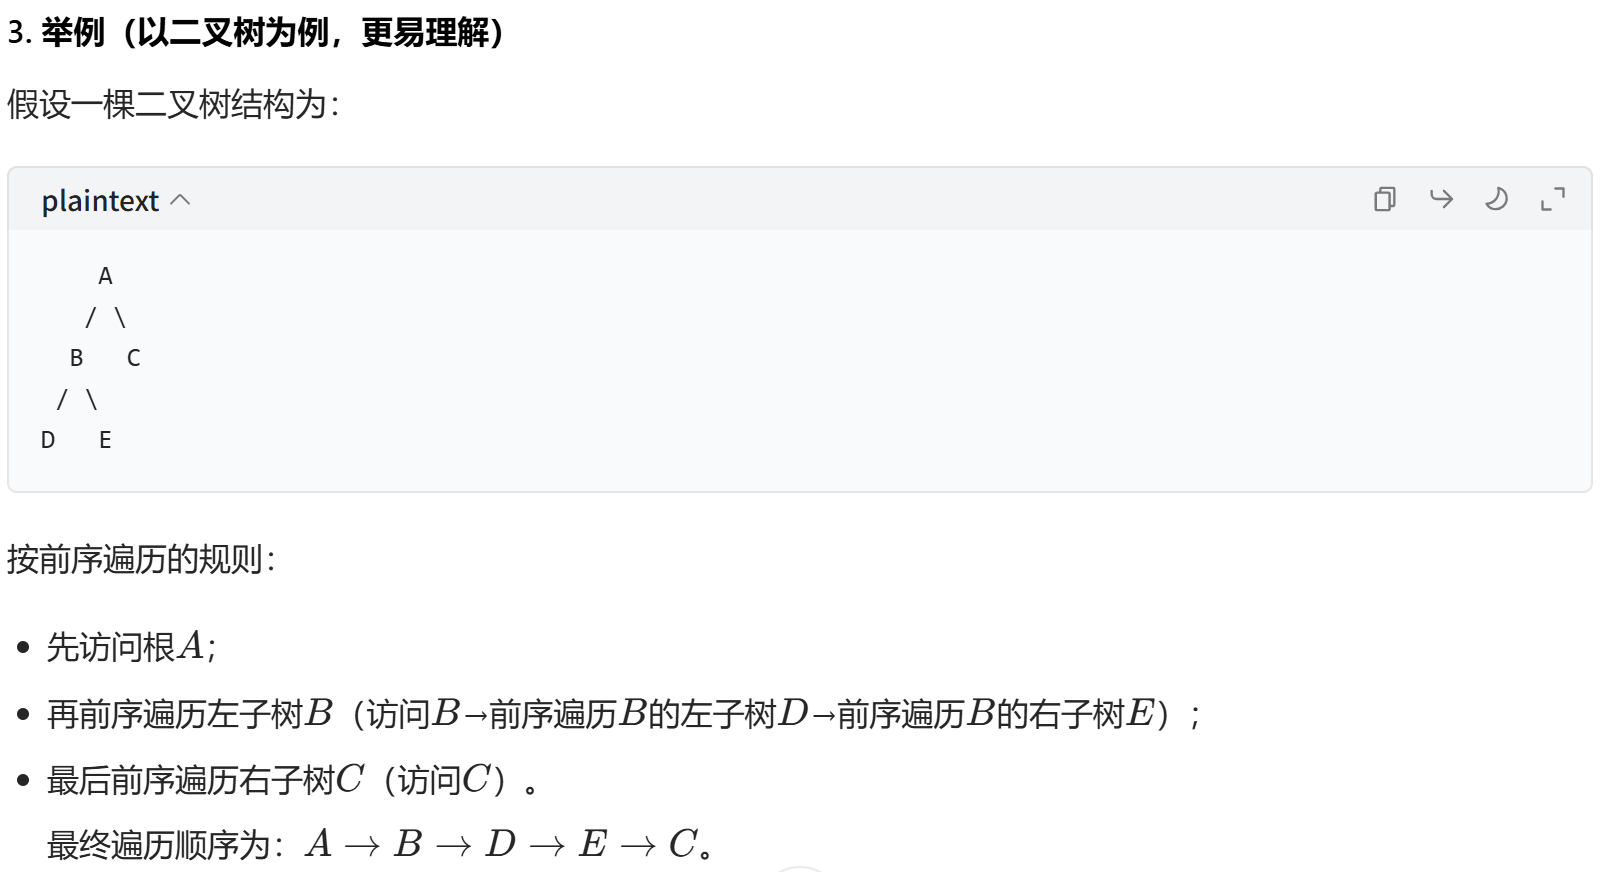 3. 举例（以二叉树为例，更易理解）
假设一棵二叉树结构为：
plaintext
    A
   / \
  B   C
 / \
D   E
按前序遍历的规则：
• 先访问根A；
• 再前序遍历左子树B（访问B→前序遍历B的左子树D→前序遍历B的右子树E）；
• 最后前序遍历右子树C（访问C）。
最终遍历顺序为：A → B → D → E → C。